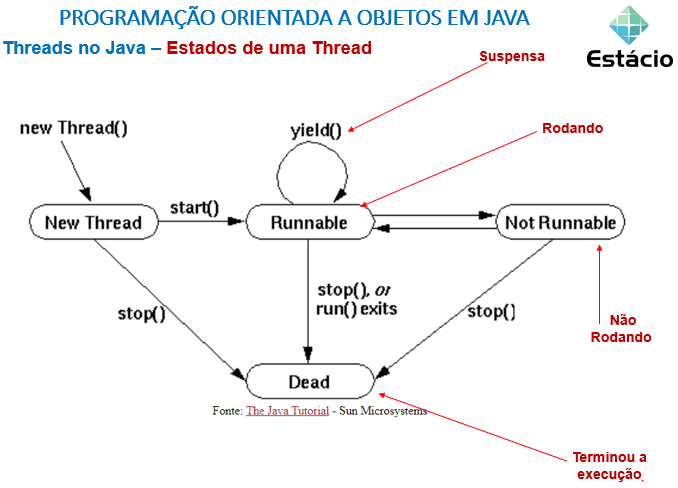 PROGRAMAÇÃO ORIENTADA A OBJETOS EM JAVA
Threads no Java – Estados de uma Thread
Estácio
Suspensa
new Thread()
yield()
Rodando
New Thread
start()
Runnable
Not Runnable
stop()
stop(), or
run() exits
stop()
Não
Rodando
Dead
Fonte: The Java Tutorial - Sun Microsystems
Terminou a
execução.